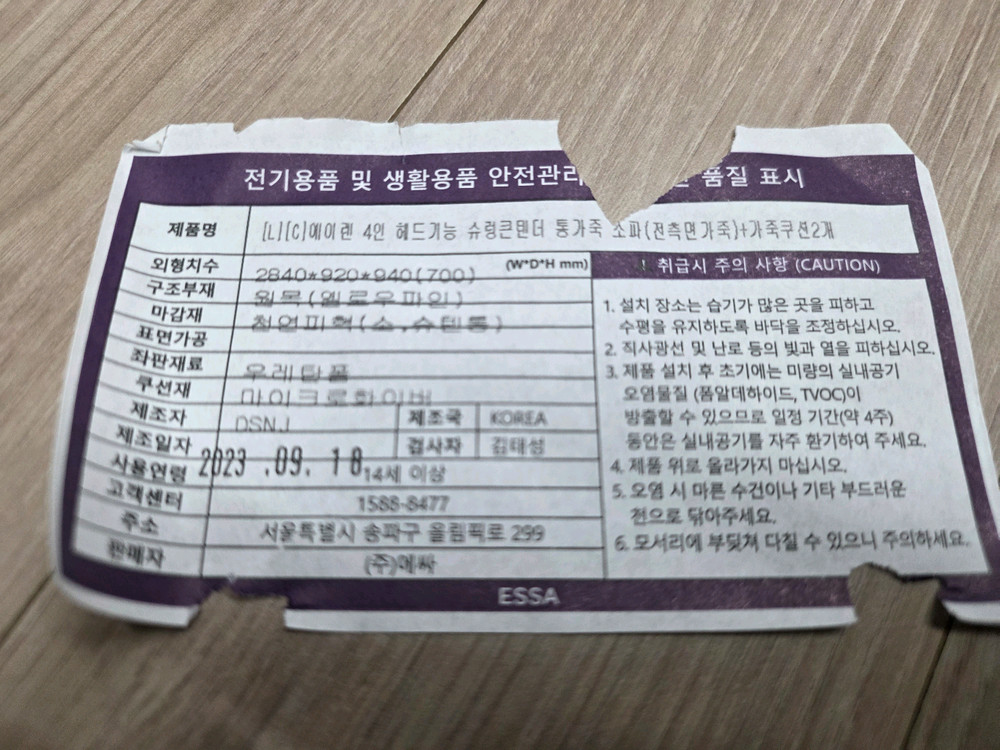 전기용품 및 생활용품 안전관리 품질 표시
제품명 [L][C]에이렌 4인 헤드기능 슈렁큰텐더 통가죽 소파(전측면가죽)+가죽쿠션2개
외형치수 2840*920*940(700) (W*D*H mm)
구조부재 원목(옐로우파인)
마감재 천연피혁(소,슈렁통)
표면가공
좌판재료 우레탄폼
쿠션재 마이크로화이버
제조자 DSNJ 제조국 KOREA
제조일자 2023.09.18 검사자 김태성
사용연령 14세 이상
고객센터 1588-8477
주소 서울특별시 송파구 올림픽로 299
판매자 (주)에싸
! 취급시 주의 사항 (CAUTION)
1. 설치 장소는 습기가 많은 곳을 피하고
수평을 유지하도록 바닥을 조정하십시오.
2. 직사광선 및 난로 등의 빛과 열을 피하십시오.
3. 제품 설치 후 초기에는 미량의 실내공기
오염물질 (폼알데하이드, TVOC)이
방출할 수 있으므로 일정 기간(약 4주)
동안은 실내공기를 자주 환기하여 주세요.
4. 제품 위로 올라가지 마십시오.
5. 오염 시 마른 수건이나 기타 부드러운
천으로 닦아주세요.
6. 모서리에 부딪쳐 다칠 수 있으니 주의하세요.
ESSA